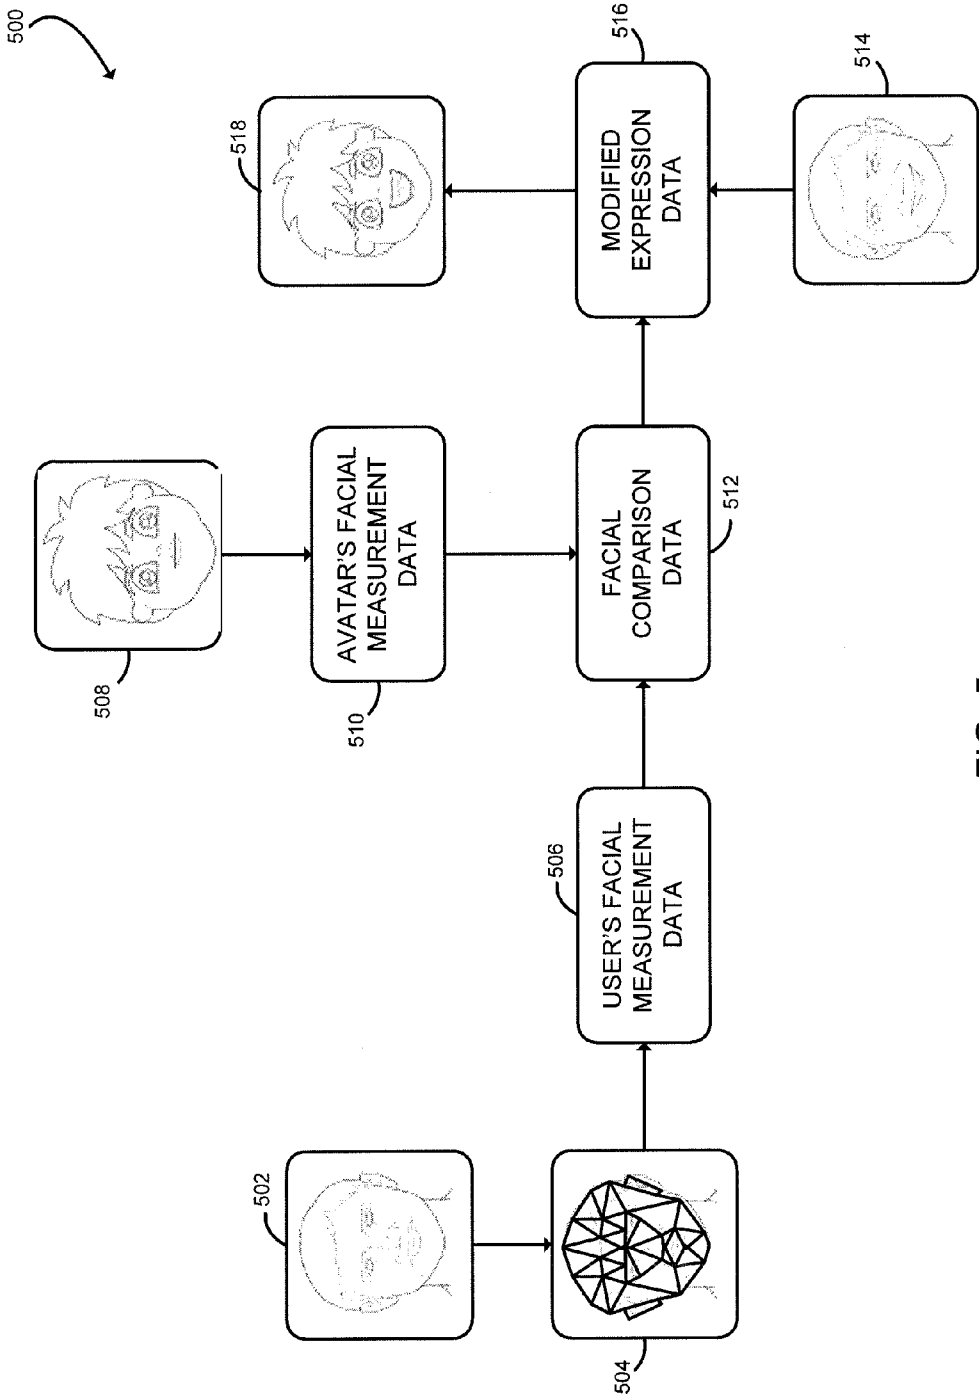 500
508
518
510
AVATAR'S FACIAL
MEASUREMENT
DATA
502
506
USER'S FACIAL
MEASUREMENT
DATA
FACIAL
COMPARISON
DATA
512
516
MODIFIED
EXPRESSION
DATA
504
514